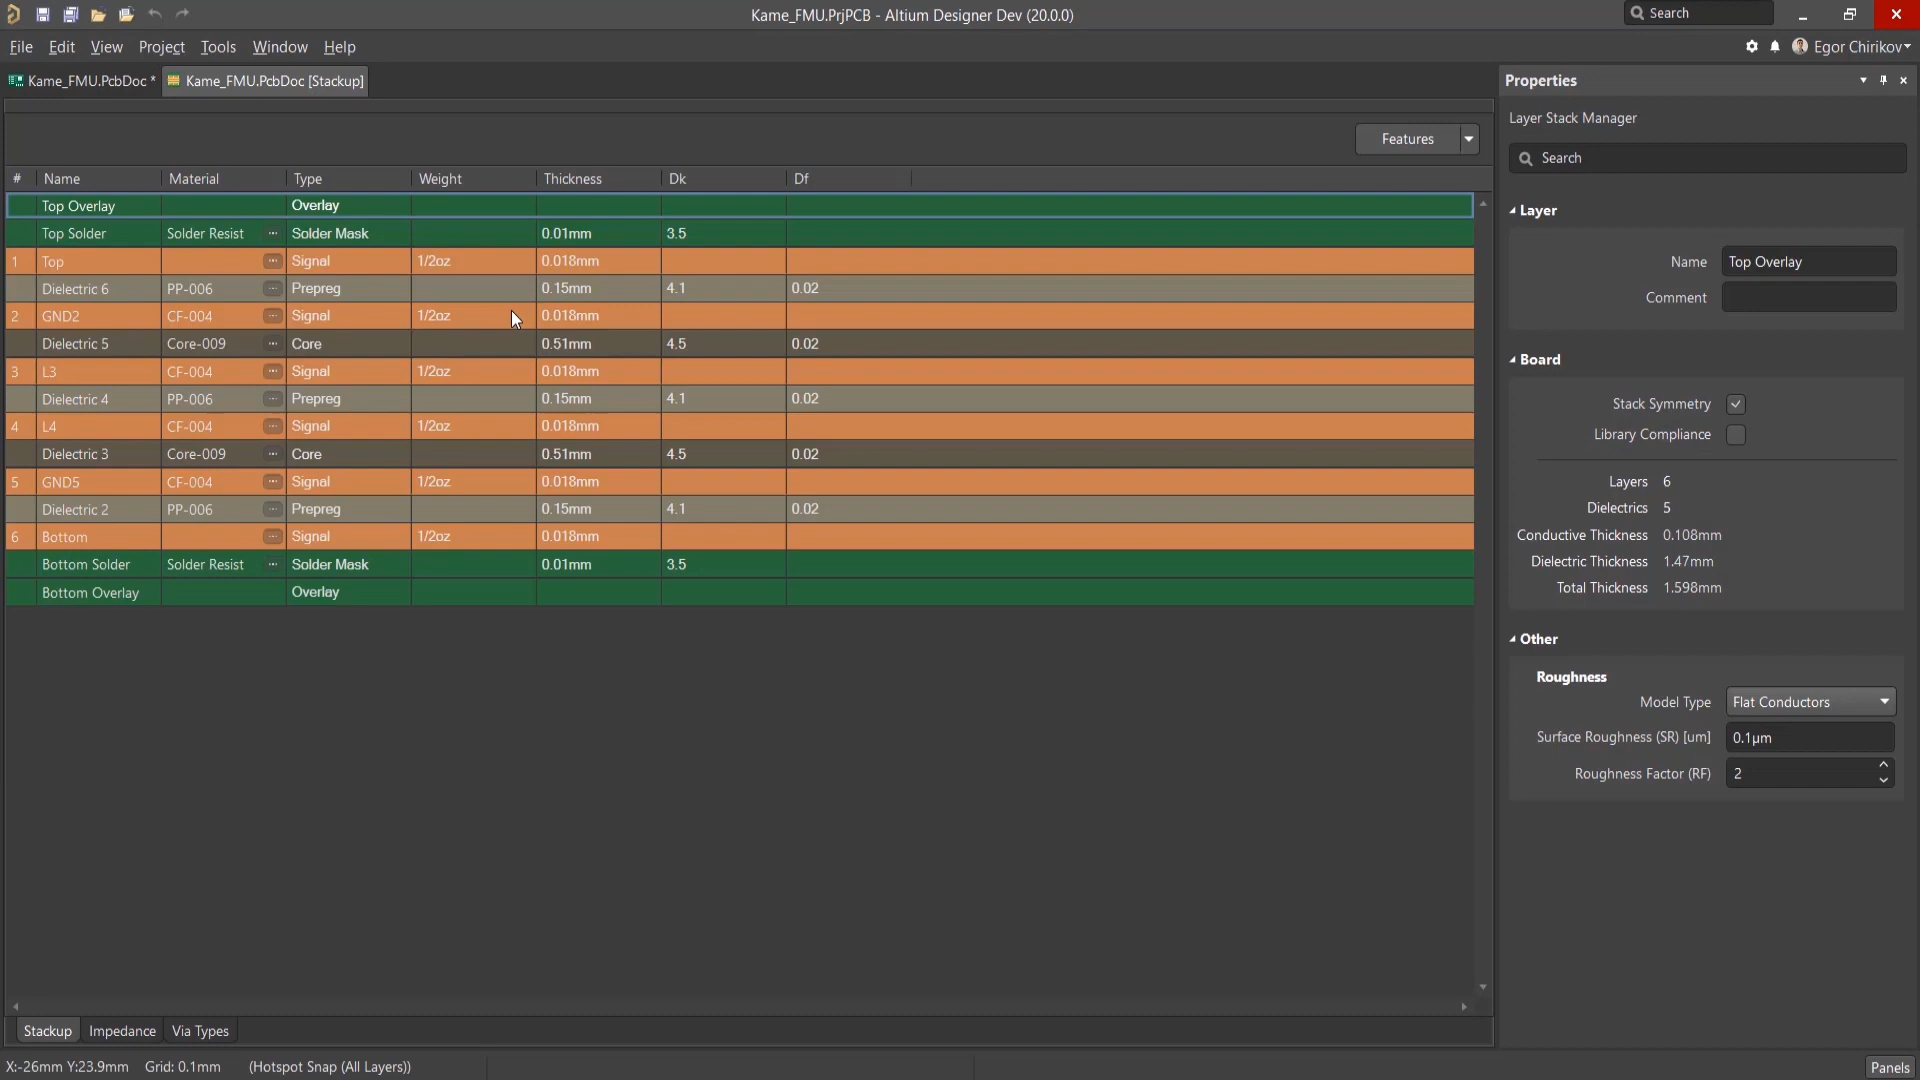 Kame_FMU.PrjPCB - Altium Designer Dev (20.0.0)
Search
File Edit View Project Tools Window Help
Egor Chirikov
Kame_FMU.PcbDoc *
Kame_FMU.PcbDoc [Stackup]
Features
# Name Material Type Weight Thickness Dk Df
Top Overlay Overlay
Top Solder Solder Resist ... Solder Mask 0.01mm 3.5
1 Top ... Signal 1/2oz 0.018mm
Dielectric 6 PP-006 ... Prepreg 0.15mm 4.1 0.02
2 GND2 CF-004 ... Signal 1/2oz 0.018mm
Dielectric 5 Core-009 ... Core 0.51mm 4.5 0.02
3 L3 CF-004 ... Signal 1/2oz 0.018mm
Dielectric 4 PP-006 ... Prepreg 0.15mm 4.1 0.02
4 L4 CF-004 ... Signal 1/2oz 0.018mm
Dielectric 3 Core-009 ... Core 0.51mm 4.5 0.02
5 GND5 CF-004 ... Signal 1/2oz 0.018mm
Dielectric 2 PP-006 ... Prepreg 0.15mm 4.1 0.02
6 Bottom ... Signal 1/2oz 0.018mm
Bottom Solder Solder Resist ... Solder Mask 0.01mm 3.5
Bottom Overlay Overlay
Stackup Impedance Via Types
X:-26mm Y:23.9mm Grid: 0.1mm (Hotspot Snap (All Layers))
Properties
Layer Stack Manager
Search
Layer
Name Top Overlay
Comment
Board
Stack Symmetry
Library Compliance
Layers 6
Dielectrics 5
Conductive Thickness 0.108mm
Dielectric Thickness 1.47mm
Total Thickness 1.598mm
Other
Roughness
Model Type Flat Conductors
Surface Roughness (SR) [um] 0.1µm
Roughness Factor (RF) 2
Panels